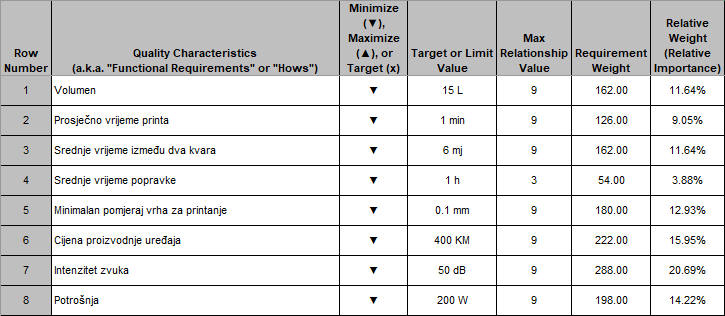 Row Number | Quality Characteristics (a.k.a. "Functional Requirements" or "Hows") | Minimize (▼), Maximize (▲), or Target (x) | Target or Limit Value | Max Relationship Value | Requirement Weight | Relative Weight (Relative Importance)
1 | Volumen | ▼ | 15 L | 9 | 162.00 | 11.64%
2 | Prosječno vrijeme printa | ▼ | 1 min | 9 | 126.00 | 9.05%
3 | Srednje vrijeme između dva kvara | ▼ | 6 mj | 9 | 162.00 | 11.64%
4 | Srednje vrijeme popravke | ▼ | 1 h | 3 | 54.00 | 3.88%
5 | Minimalan pomjeraj vrha za printanje | ▼ | 0.1 mm | 9 | 180.00 | 12.93%
6 | Cijena proizvodnje uređaja | ▼ | 400 KM | 9 | 222.00 | 15.95%
7 | Intenzitet zvuka | ▼ | 50 dB | 9 | 288.00 | 20.69%
8 | Potrošnja | ▼ | 200 W | 9 | 198.00 | 14.22%